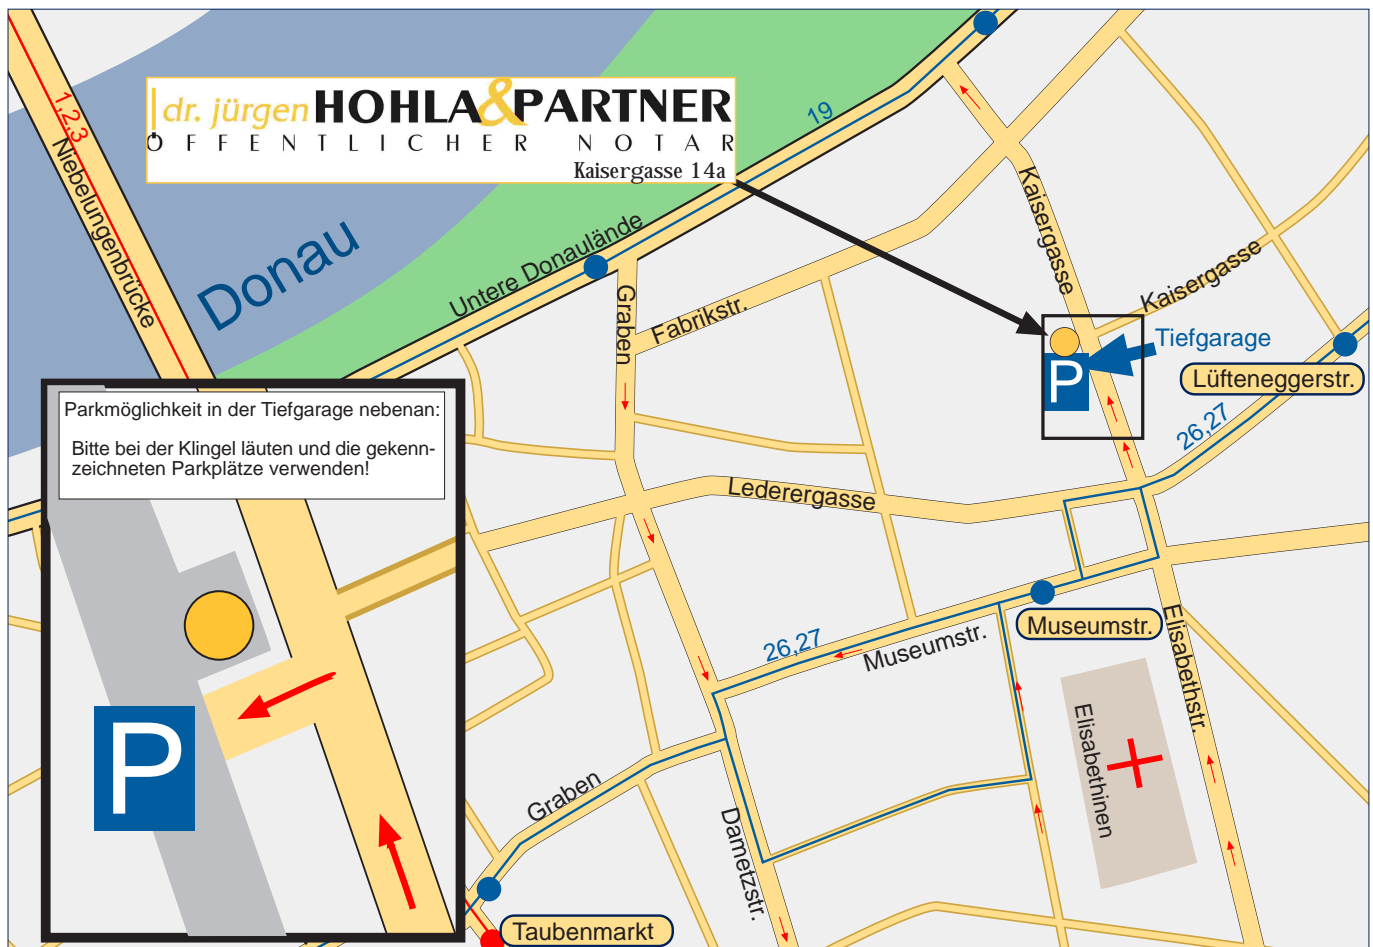 dr. jürgen HOHLA & PARTNER
ÖFFENTLICHER NOTAR
Kaisergasse 14a
1,2,3
Niebelungenbrücke
Donau
19
Untere Donaulände
Graben
Fabrikstr.
Kaisergasse
Kaisergasse
Tiefgarage
P
Lüfteneggerstr.
26,27
Parkmöglichkeit in der Tiefgarage nebenan:
Bitte bei der Klingel läuten und die gekenn-
zeichneten Parkplätze verwenden!
P
Lederergasse
26,27
Museumstr.
Museumstr.
Elisabethstr.
Elisabethinen
Graben
Dametzstr.
Taubenmarkt